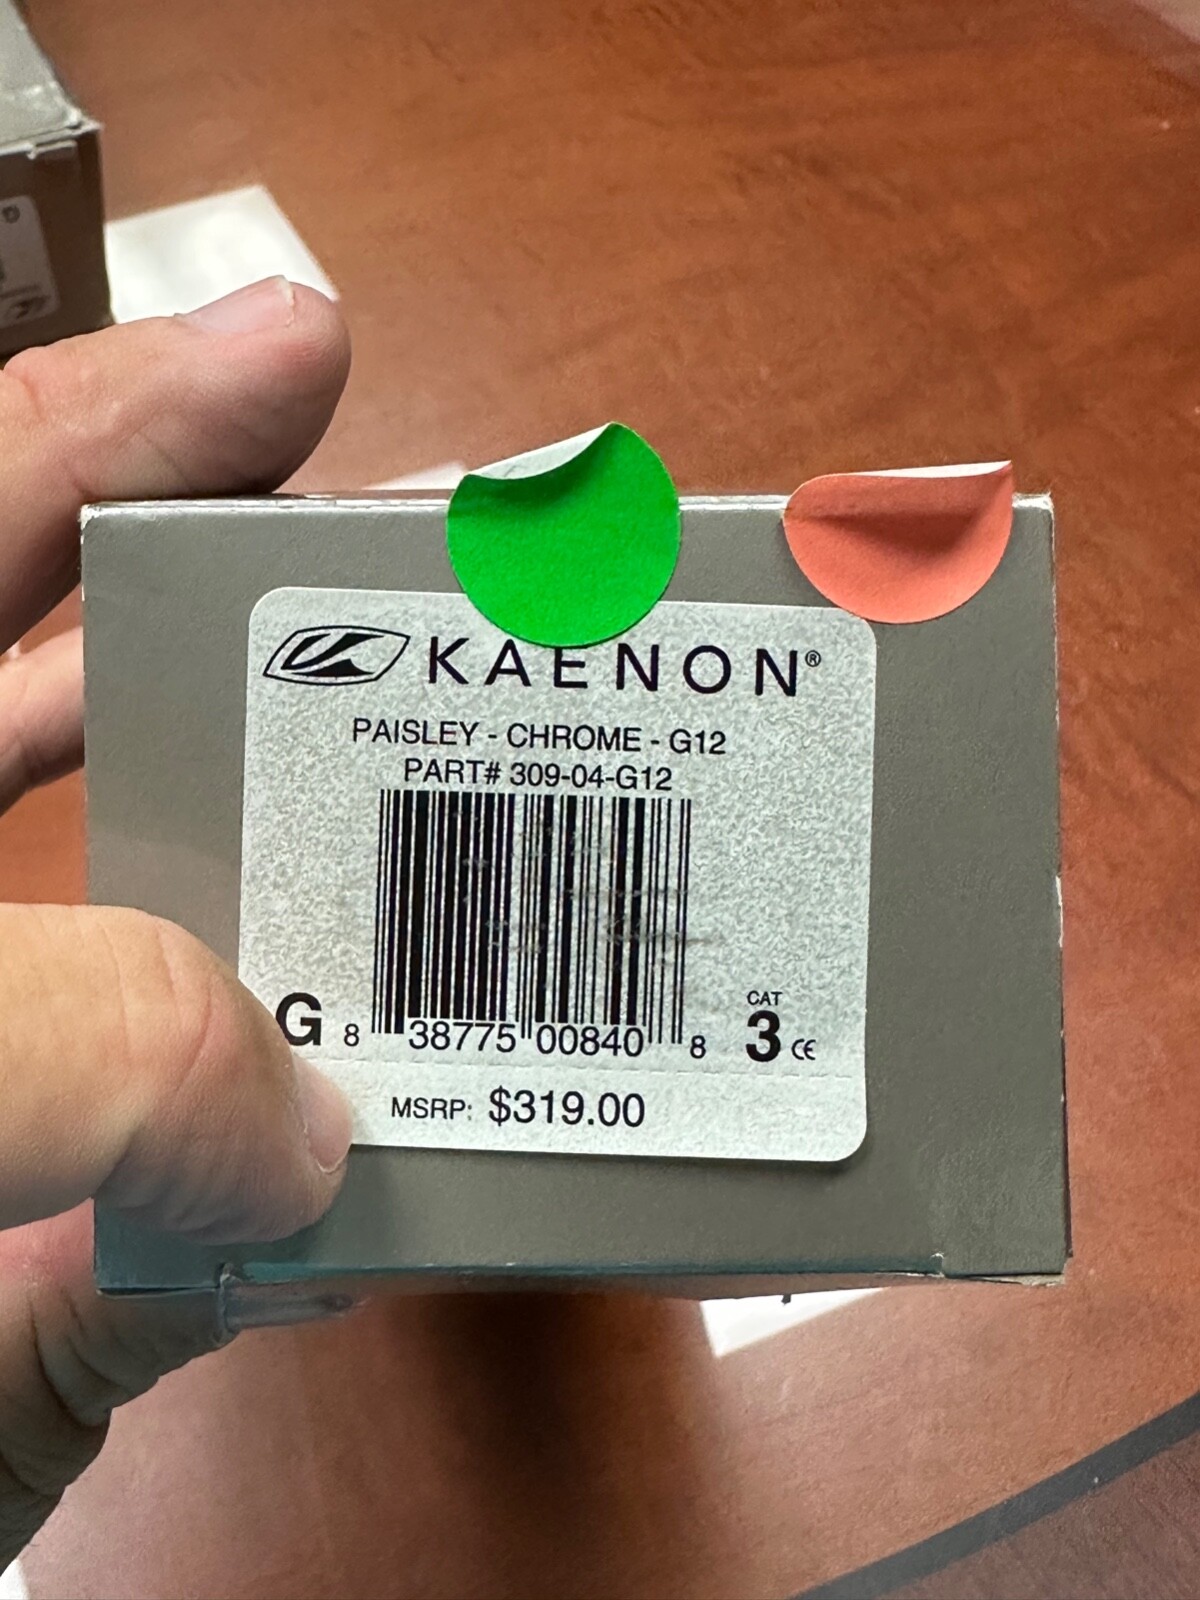 KAENON®
PAISLEY - CHROME - G12
PART# 309-04-G12
G 8 38775 00840 8
CAT
3 CE
MSRP: $319.00